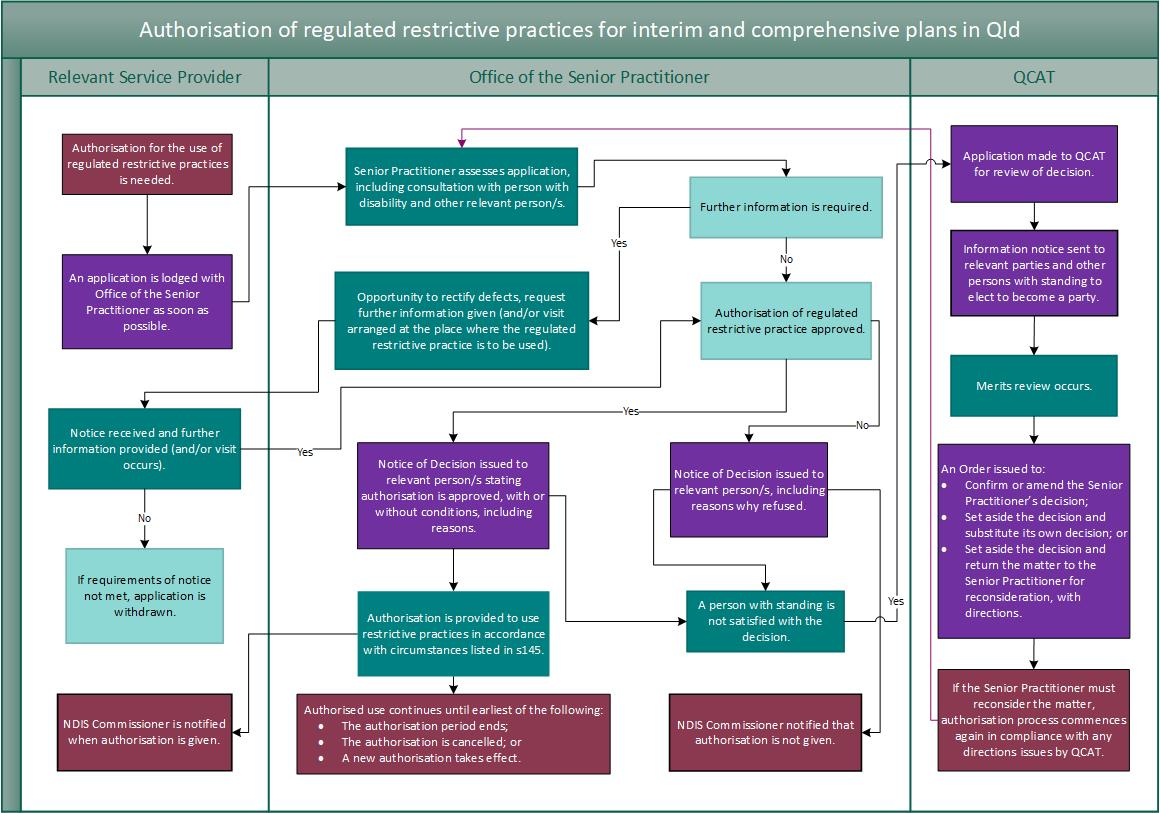 Authorisation of regulated restrictive practices for interim and comprehensive plans in Qld
Relevant Service Provider
Office of the Senior Practitioner
QCAT
Authorisation for the use of
regulated restrictive practices
is needed.
An application is lodged with
Office of the Senior
Practitioner as soon as
possible.
Notice received and further
information provided (and/or visit
occurs).
Yes
No
If requirements of notice
not met, application is
withdrawn.
NDIS Commissioner is notified
when authorisation is given.
Senior Practitioner assesses application,
including consultation with person with
disability and other relevant person/s.
Further information is required.
Yes
No
Opportunity to rectify defects, request
further information given (and/or visit
arranged at the place where the regulated
restrictive practice is to be used).
Authorisation of regulated
restrictive practice approved.
Yes
No
Notice of Decision issued to
relevant person/s stating
authorisation is approved, with or
without conditions, including
reasons.
Notice of Decision issued to
relevant person/s, including
reasons why refused.
Authorisation is provided to use
restrictive practices in accordance
with circumstances listed in s145.
A person with standing is
not satisfied with the
decision.
Yes
Authorised use continues until earliest of the following:
• The authorisation period ends;
• The authorisation is cancelled; or
• A new authorisation takes effect.
NDIS Commissioner notified that
authorisation is not given.
Application made to QCAT
for review of decision.
Information notice sent to
relevant parties and other
persons with standing to
elect to become a party.
Merits review occurs.
An Order issued to:
• Confirm or amend the Senior
Practitioner's decision;
• Set aside the decision and
substitute its own decision; or
• Set aside the decision and
return the matter to the
Senior Practitioner for
reconsideration, with
directions.
If the Senior Practitioner must
reconsider the matter,
authorisation process commences
again in compliance with any
directions issues by QCAT.